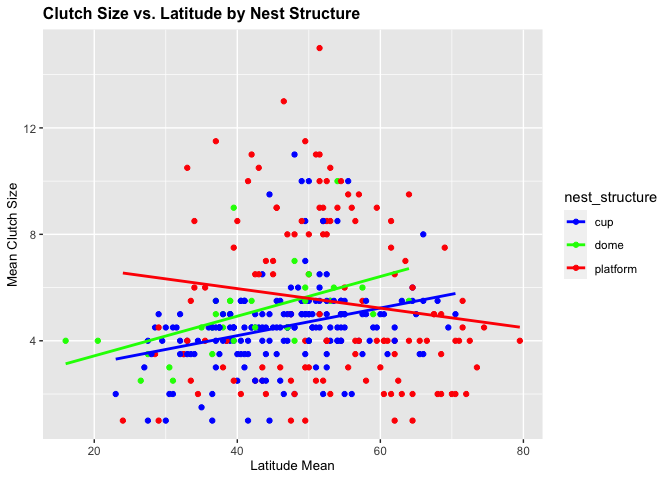 Clutch Size vs. Latitude by Nest Structure
Mean Clutch Size
12
8
4
20 40 60 80
Latitude Mean
nest_structure
cup
dome
platform